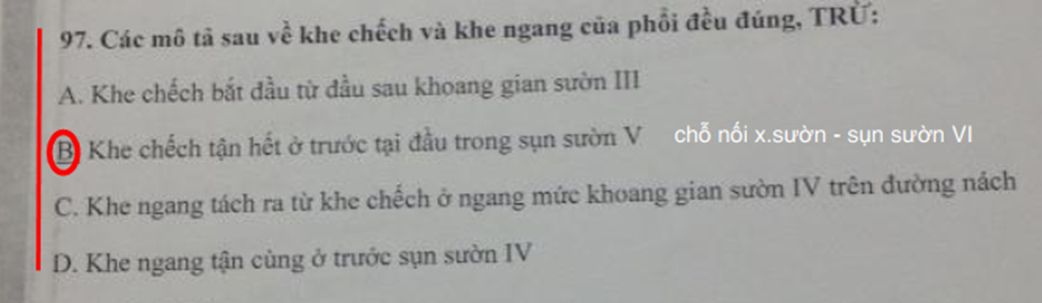 97. Các mô tả sau về khe chếch và khe ngang của phổi đều đúng, TRỪ:
A. Khe chếch bắt đầu từ đầu sau khoang gian sườn III
B. Khe chếch tận hết ở trước tại đầu trong sụn sườn V chỗ nối x.sườn - sụn sườn VI
C. Khe ngang tách ra từ khe chếch ở ngang mức khoang gian sườn IV trên đường nách
D. Khe ngang tận cùng ở trước sụn sườn IV